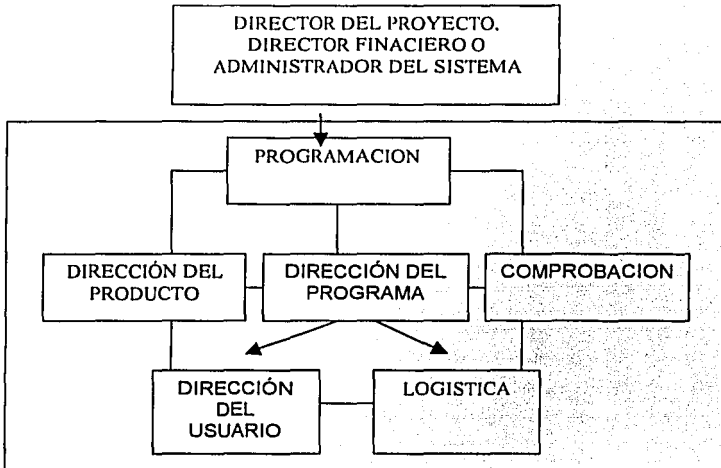 DIRECTOR DEL PROYECTO.
DIRECTOR FINACIERO O
ADMINISTRADOR DEL SISTEMA
PROGRAMACION
DIRECCIÓN DEL
PRODUCTO
DIRECCIÓN DEL
PROGRAMA
COMPROBACION
DIRECCIÓN
DEL
USUARIO
LOGISTICA